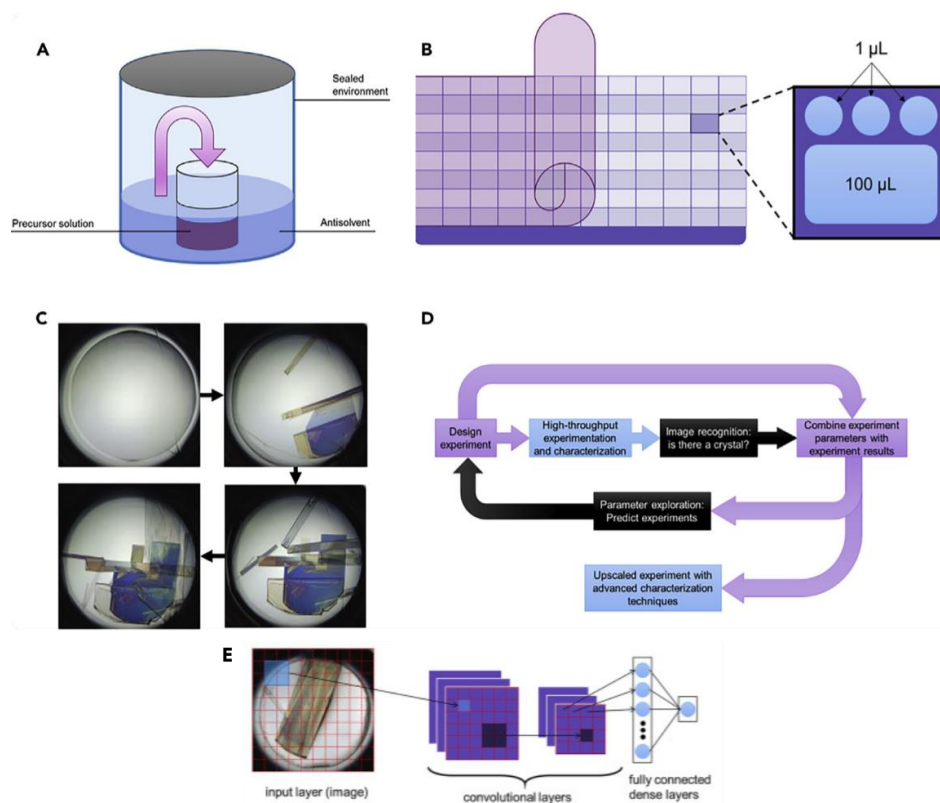 A
Sealed
environment
Precursor solution
Antisolvent
B
1 µL
100 µL
C
D
Design
experiment
High-throughput
experimentation
and characterization
Image recognition:
is there a crystal?
Combine experiment
parameters with
experiment results
Parameter exploration:
Predict experiments
Upscaled experiment with
advanced characterization
techniques
E
input layer (image)
convolutional layers
fully connected
dense layers